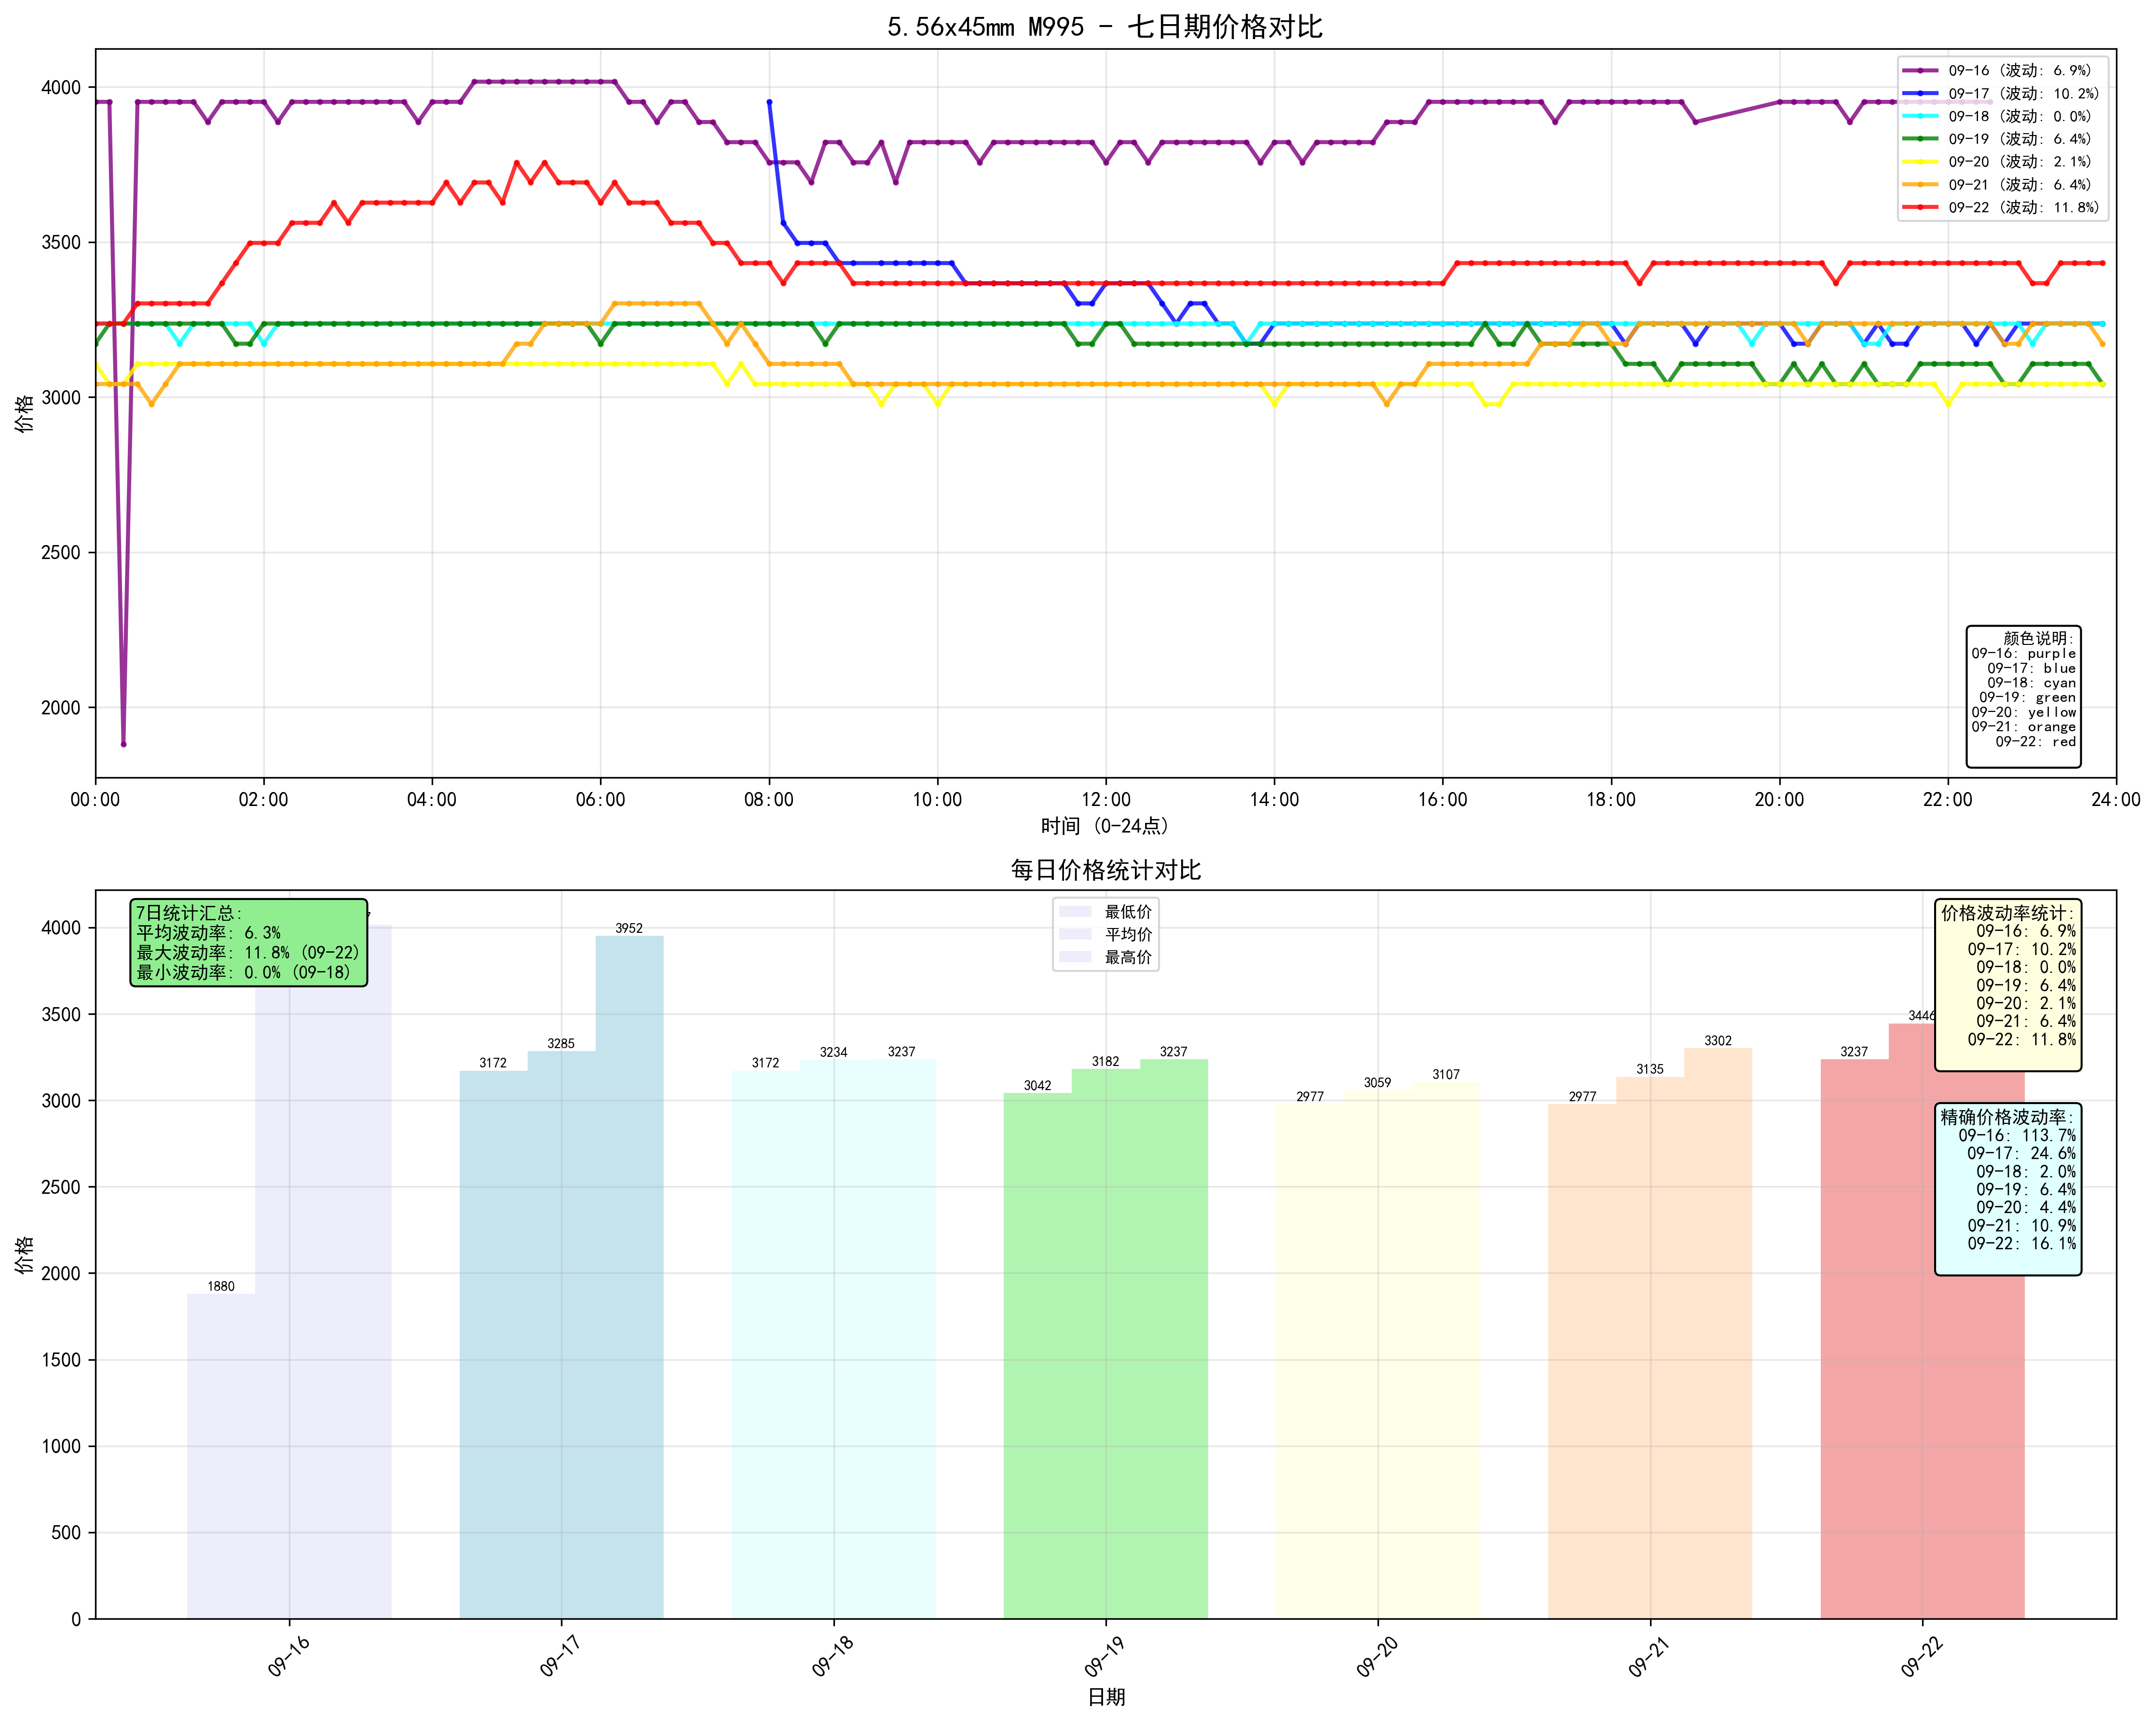 5.56x45mm M995 - 七日期价格对比
09-16 (波动: 6.9%)
09-17 (波动: 10.2%)
09-18 (波动: 0.0%)
09-19 (波动: 6.4%)
09-20 (波动: 2.1%)
09-21 (波动: 6.4%)
09-22 (波动: 11.8%)
4000
3500
3000
2500
2000
价格
颜色说明:
09-16: purple
09-17: blue
09-18: cyan
09-19: green
09-20: yellow
09-21: orange
09-22: red
00:00 02:00 04:00 06:00 08:00 10:00 12:00 14:00 16:00 18:00 20:00 22:00 24:00
时间 (0-24点)
每日价格统计对比
7日统计汇总:
平均波动率: 6.3%
最大波动率: 11.8% (09-22)
最小波动率: 0.0% (09-18)
最低价
平均价
最高价
价格波动率统计:
09-16: 6.9%
09-17: 10.2%
09-18: 0.0%
09-19: 6.4%
09-20: 2.1%
09-21: 6.4%
09-22: 11.8%
精确价格波动率:
09-16: 113.7%
09-17: 24.6%
09-18: 2.0%
09-19: 6.4%
09-20: 4.4%
09-21: 10.9%
09-22: 16.1%
4000
3500
3000
2500
2000
1500
1000
500
0
价格
1880
3172 3285 3952
3172 3234 3237
3042 3182 3237
2977 3059 3107
2977 3135 3302
3237 3446
09-16 09-17 09-18 09-19 09-20 09-21 09-22
日期